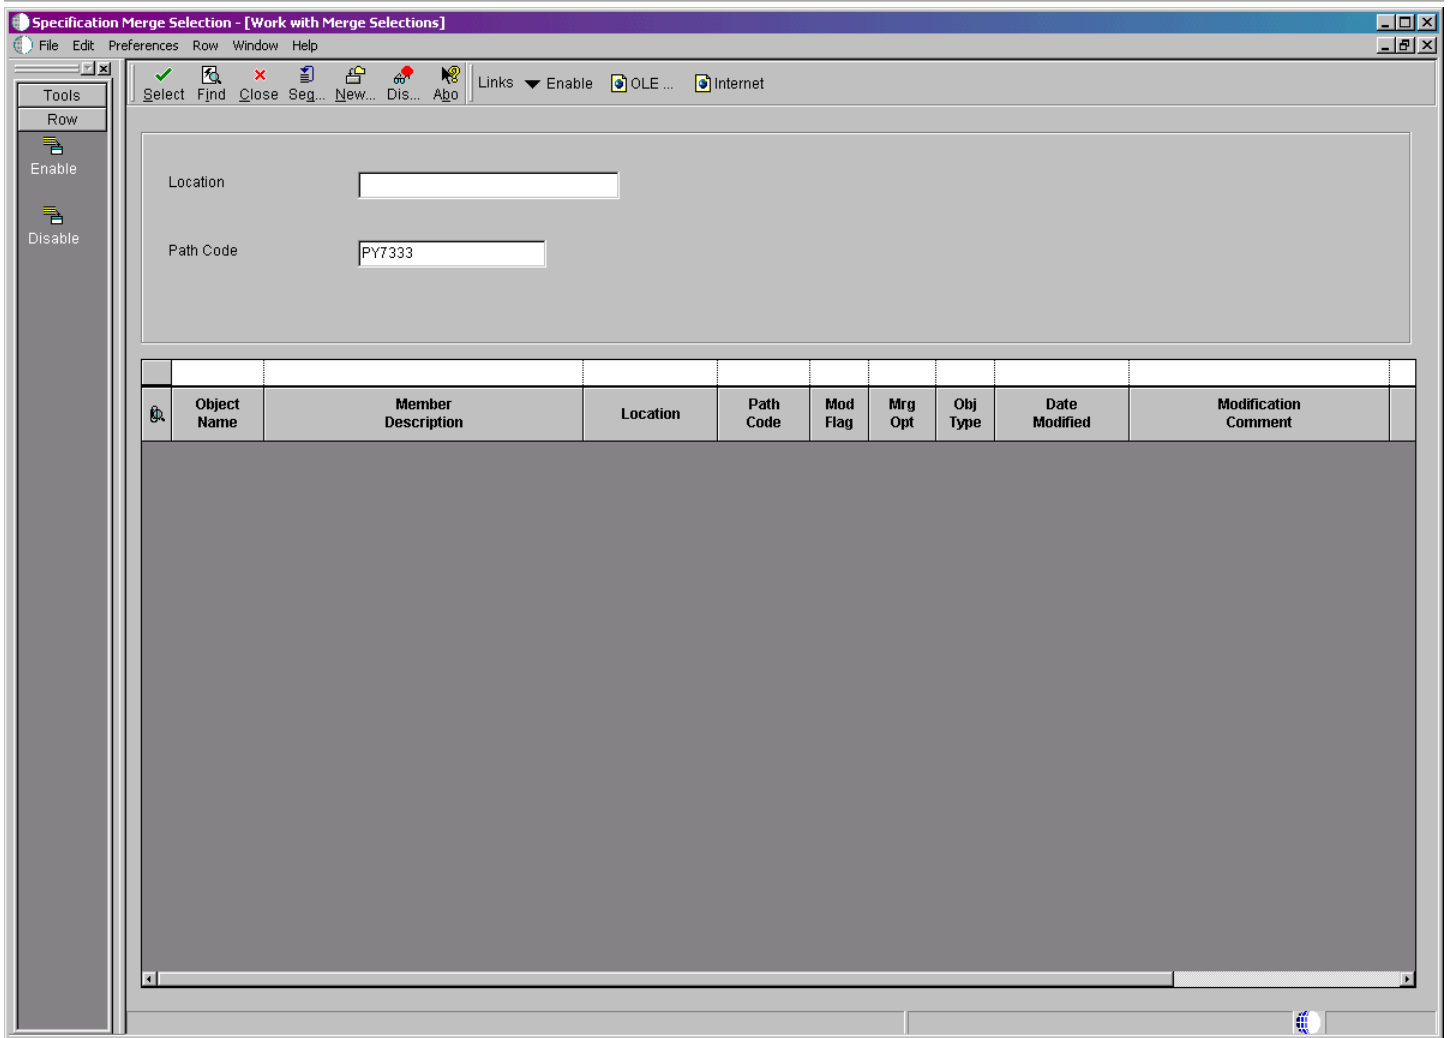 Specification Merge Selection - [Work with Merge Selections]
File Edit Preferences Row Window Help
Tools
Row
Enable
Disable
Select Find Close Seq... New... Dis... Abo Links Enable OLE ... Internet
Location
Path Code PY7333
Object Name
Member Description
Location
Path Code
Mod Flag
Mrg Opt
Obj Type
Date Modified
Modification Comment